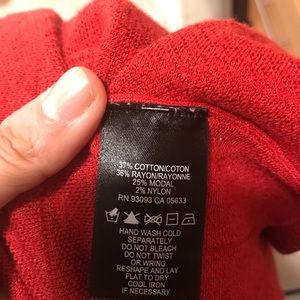 37% COTTON/COTON
36% RAYON/RAYONNE
25% MODAL
2% NYLON
RN 93093 CA 05633
HAND WASH COLD
SEPARATELY
DO NOT BLEACH
DO NOT TWIST
OR WRING
RESHAPE AND LAY
FLAT TO DRY
COOL IRON
IF NECESSARY